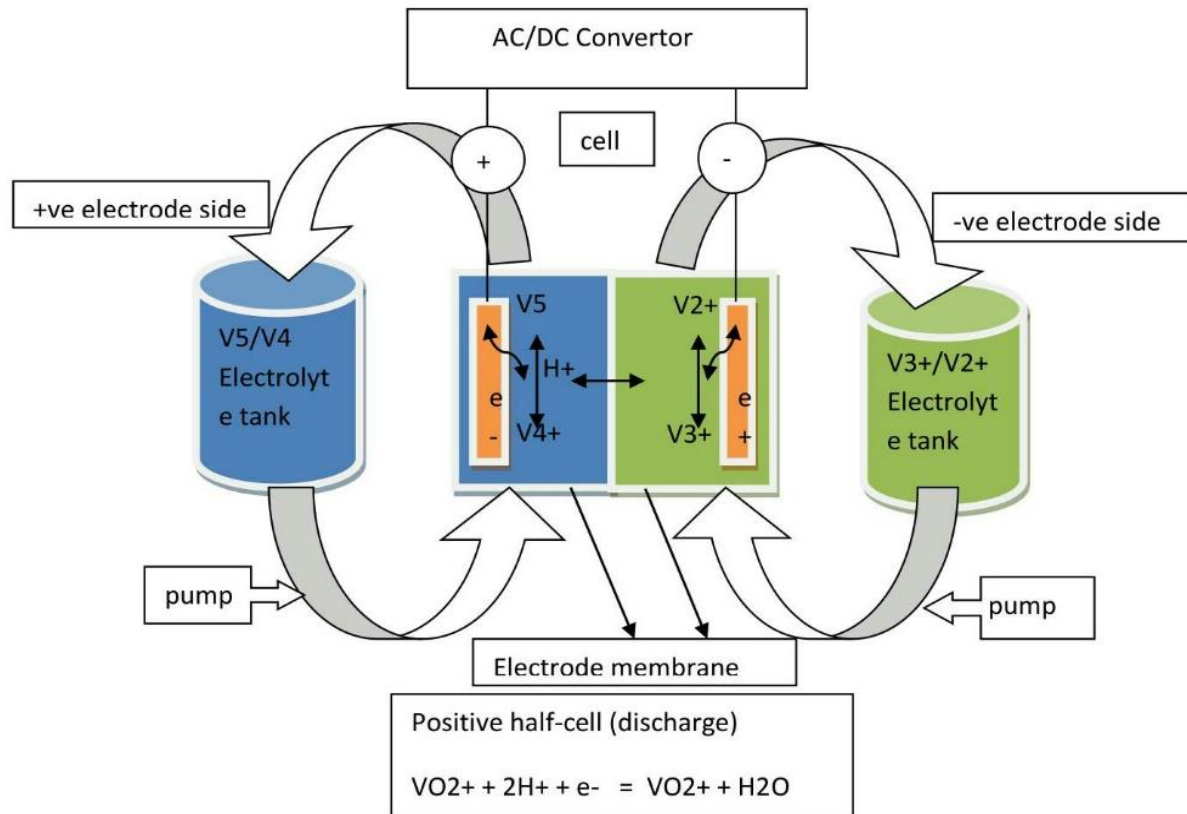 AC/DC Convertor
cell
+
-
+ve electrode side
-ve electrode side
V5
V2+
V5/V4
Electrolyt
e tank
H+
V3+/V2+
Electrolyt
e tank
e
-
V4+
V3+
e
+
pump
pump
Electrode membrane
Positive half-cell (discharge)
VO2+ + 2H+ + e- = VO2+ + H2O